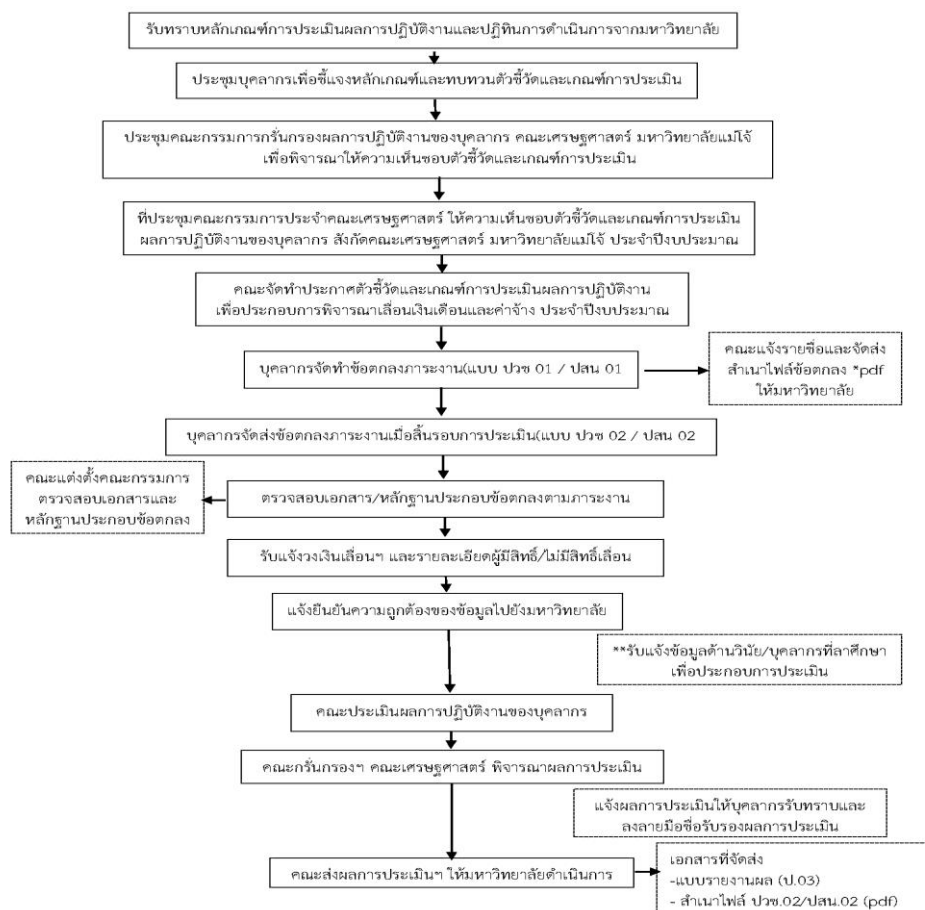 รับทราบหลักเกณฑ์การประเมินผลการปฏิบัติงานและปฏิทินการดำเนินการจากมหาวิทยาลัย
ประชุมบุคลากรเพื่อชี้แจงหลักเกณฑ์และทบทวนตัวชี้วัดและเกณฑ์การประเมิน
ประชุมคณะกรรมการกรั่นกรองผลการปฏิบัติงานของบุคลากร คณะเศรษฐศาสตร์ มหาวิทยาลัยแม่โจ้
เพื่อพิจารณาให้ความเห็นชอบตัวชี้วัดและเกณฑ์การประเมิน
ที่ประชุมคณะกรรมการประจำคณะเศรษฐศาสตร์ ให้ความเห็นชอบตัวชี้วัดและเกณฑ์การประเมิน
ผลการปฏิบัติงานของบุคลากร สังกัดคณะเศรษฐศาสตร์ มหาวิทยาลัยแม่โจ้ ประจำปีงบประมาณ
คณะจัดทำประกาศตัวชี้วัดและเกณฑ์การประเมินผลการปฏิบัติงาน
เพื่อประกอบการพิจารณาเลื่อนเงินเดือนและค่าจ้าง ประจำปีงบประมาณ
บุคลากรจัดทำข้อตกลงภาระงาน(แบบ ปวช 01 / ปสน 01
คณะแจ้งรายชื่อและจัดส่ง
สำเนาไฟล์ข้อตกลง *pdf
ให้มหาวิทยาลัย
บุคลากรจัดส่งข้อตกลงภาระงานเมื่อสิ้นรอบการประเมิน(แบบ ปวช 02 / ปสน 02
คณะแต่งตั้งคณะกรรมการ
ตรวจสอบเอกสารและ
หลักฐานประกอบข้อตกลง
ตรวจสอบเอกสาร/หลักฐานประกอบข้อตกลงตามภาระงาน
รับแจ้งวงเงินเลื่อนฯ และรายละเอียดผู้มีสิทธิ์/ไม่มีสิทธิ์เลื่อน
แจ้งยืนยันความถูกต้องของข้อมูลไปยังมหาวิทยาลัย
**รับแจ้งข้อมูลด้านวินัย/บุคลากรที่ลาศึกษา
เพื่อประกอบการประเมิน
คณะประเมินผลการปฏิบัติงานของบุคลากร
คณะกรั่นกรองฯ คณะเศรษฐศาสตร์ พิจารณาผลการประเมิน
แจ้งผลการประเมินให้บุคลากรรับทราบและ
ลงลายมือชื่อรับรองผลการประเมิน
คณะส่งผลการประเมินฯ ให้มหาวิทยาลัยดำเนินการ
เอกสารที่จัดส่ง
-แบบรายงานผล (ป.03)
- สำเนาไฟล์ ปวช.02/ปสน.02 (pdf)